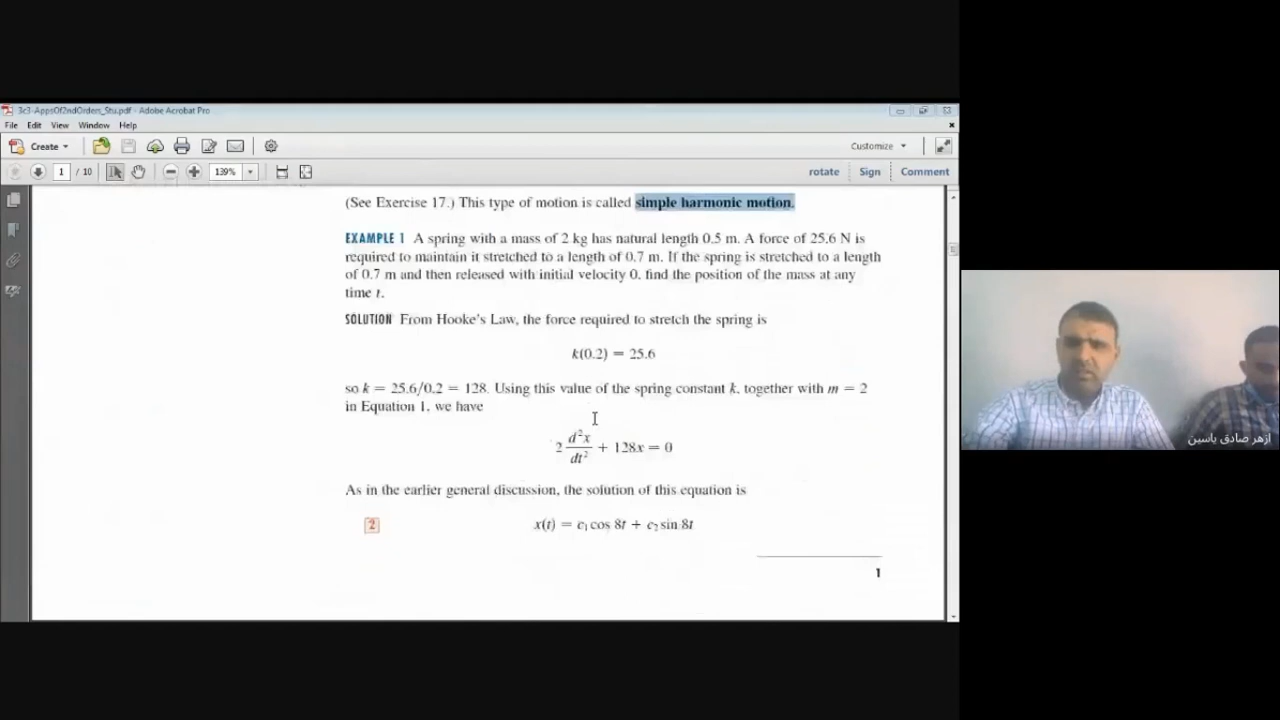 3c3-AppsOf2ndOrders_Stu.pdf - Adobe Acrobat Pro
File Edit View Window Help
Create Customize
1 / 10 139% rotate Sign Comment
(See Exercise 17.) This type of motion is called simple harmonic motion.
EXAMPLE 1 A spring with a mass of 2 kg has natural length 0.5 m. A force of 25.6 N is
required to maintain it stretched to a length of 0.7 m. If the spring is stretched to a length
of 0.7 m and then released with initial velocity 0, find the position of the mass at any
time t.
SOLUTION From Hooke's Law, the force required to stretch the spring is
k(0.2) = 25.6
so k = 25.6/0.2 = 128. Using this value of the spring constant k, together with m = 2
in Equation 1, we have
2 d²x/dt² + 128x = 0
As in the earlier general discussion, the solution of this equation is
2 x(t) = c₁ cos 8t + c₂ sin 8t
1
ازهر صادق ياسين